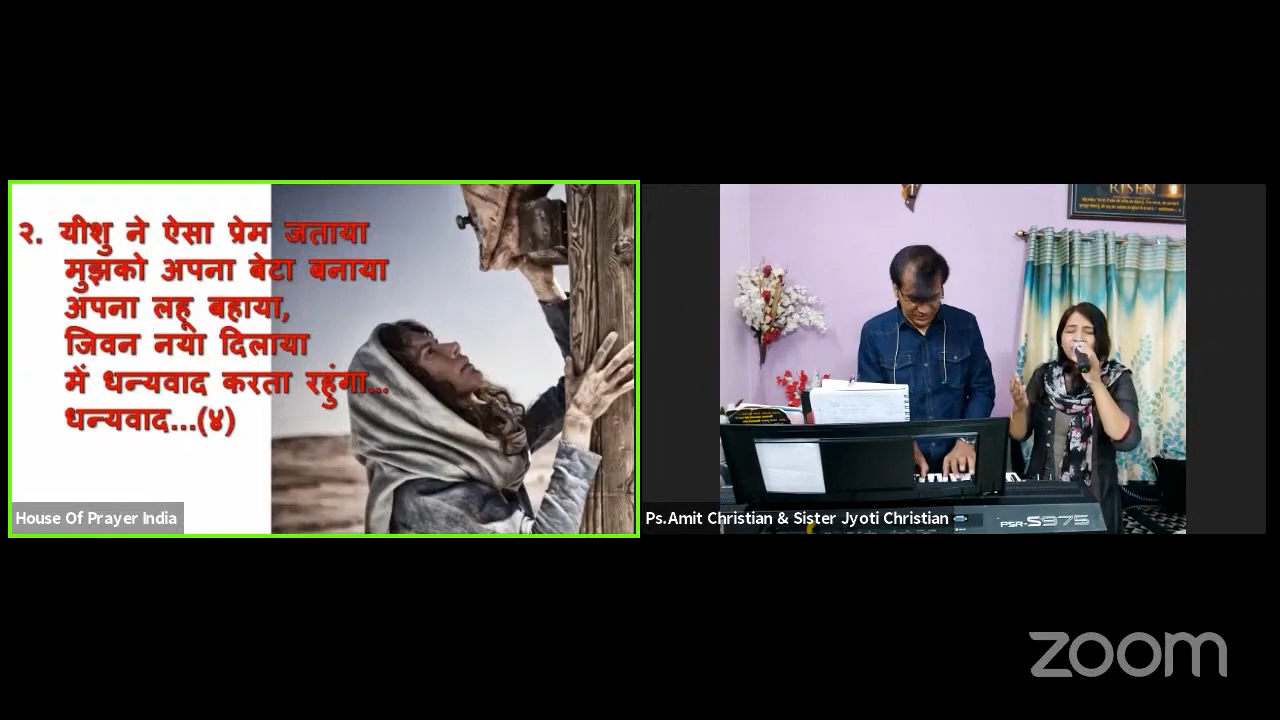 २. यीशु ने ऐसा प्रेम जताया
मुझको अपना बेटा बनाया
अपना लहू बहाया,
जिवन नया दिलाया
में धन्यवाद करता रहुंगा...
धन्यवाद...(४)
House Of Prayer India
RISEN
Ps.Amit Christian & Sister Jyoti Christian
PSR-S975
zoom